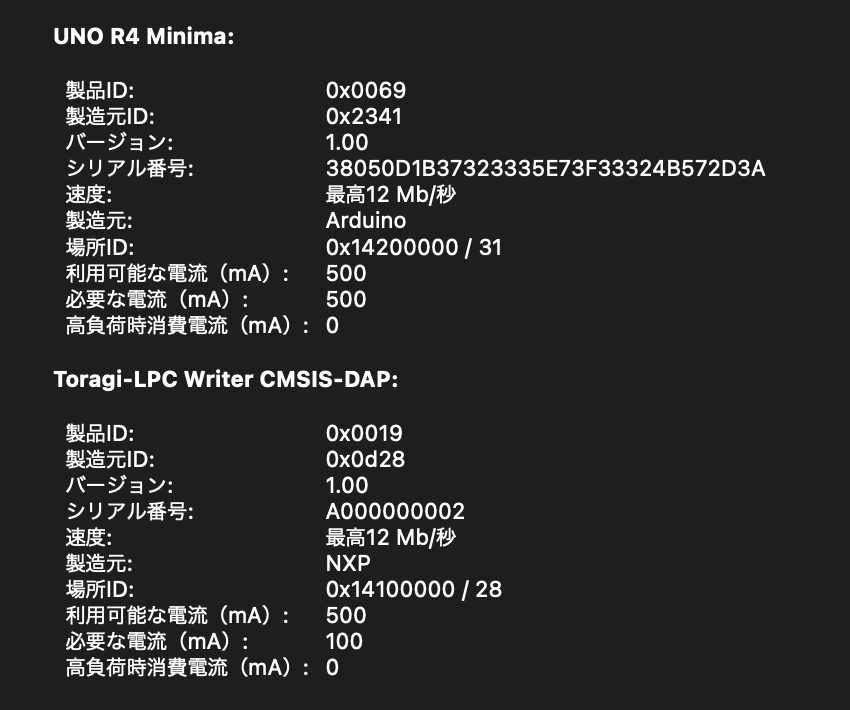 UNO R4 Minima:
製品ID: 0x0069
製造元ID: 0x2341
バージョン: 1.00
シリアル番号: 38050D1B37323335E73F33324B572D3A
速度: 最高12 Mb/秒
製造元: Arduino
場所ID: 0x14200000 / 31
利用可能な電流（mA）: 500
必要な電流（mA）: 500
高負荷時消費電流（mA）: 0
Toragi-LPC Writer CMSIS-DAP:
製品ID: 0x0019
製造元ID: 0x0d28
バージョン: 1.00
シリアル番号: A000000002
速度: 最高12 Mb/秒
製造元: NXP
場所ID: 0x14100000 / 28
利用可能な電流（mA）: 500
必要な電流（mA）: 100
高負荷時消費電流（mA）: 0